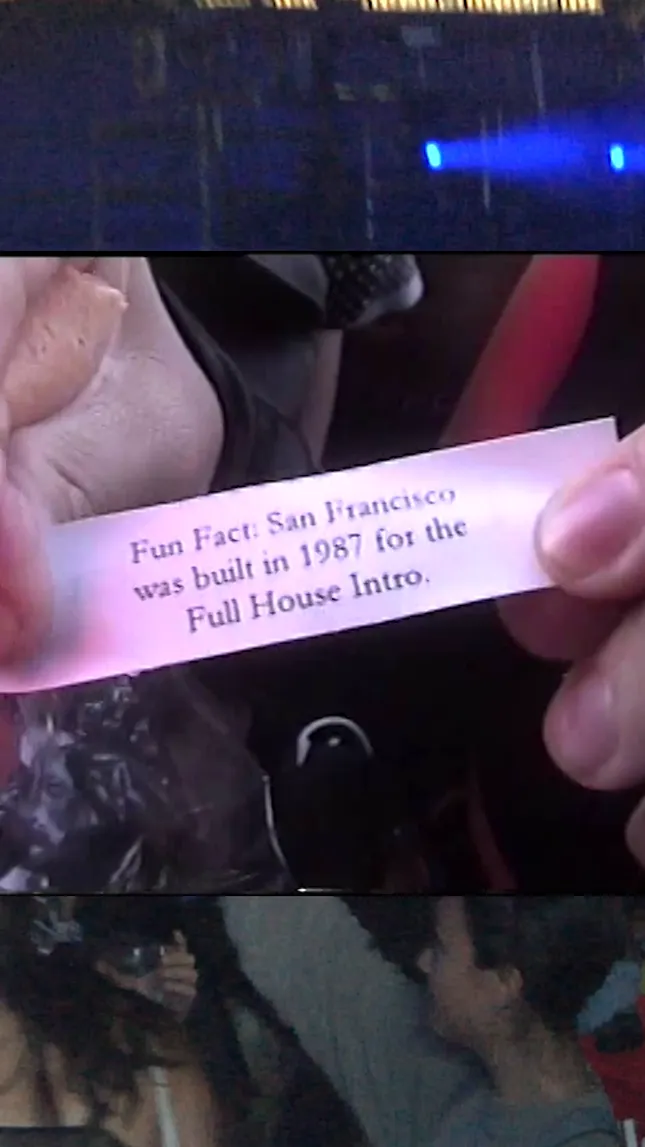 Fun Fact: San Francisco
was built in 1987 for the
Full House Intro.